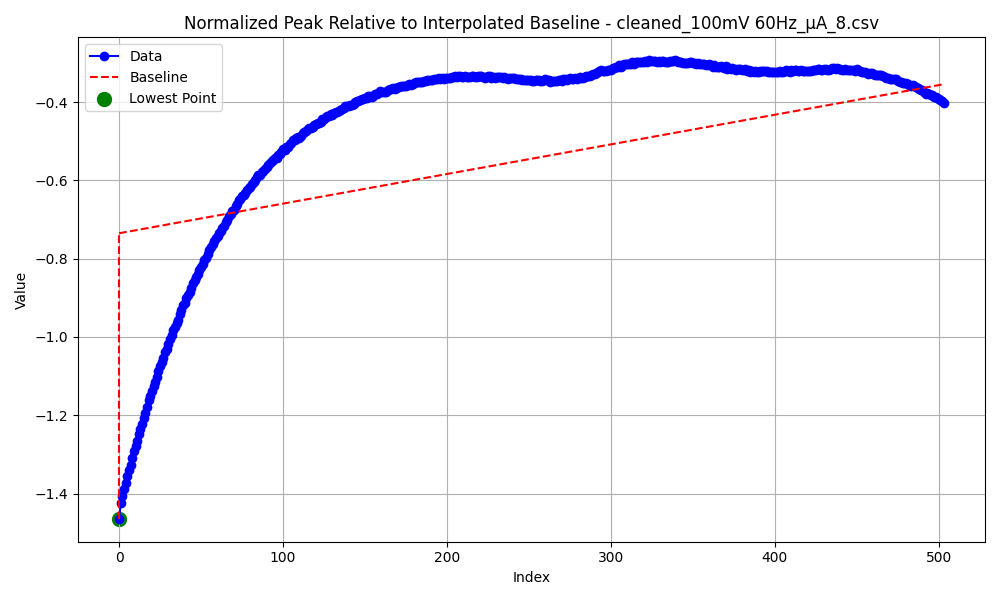 Normalized Peak Relative to Interpolated Baseline - cleaned_100mV 60Hz_μA_8.csv
Data
Baseline
Lowest Point
−0.4
−0.6
−0.8
−1.0
−1.2
−1.4
Value
0
100
200
300
400
500
Index